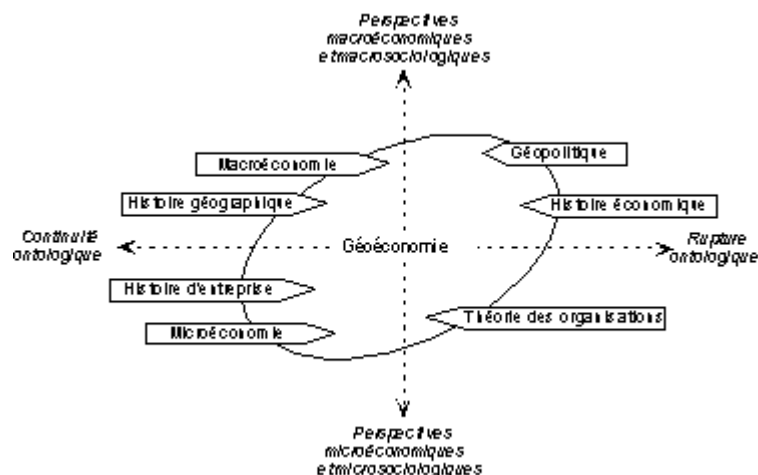 Perspectives
macroéconomiques
et macrosociologiques
Macroéconomie
Géopolitique
Histoire géographique
Histoire économique
Continuité
ontologique
Géoéconomie
Rupture
ontologique
Histoire d'entreprise
Théorie des organisations
Microéconomie
Perspectives
microéconomiques
et microsociologiques